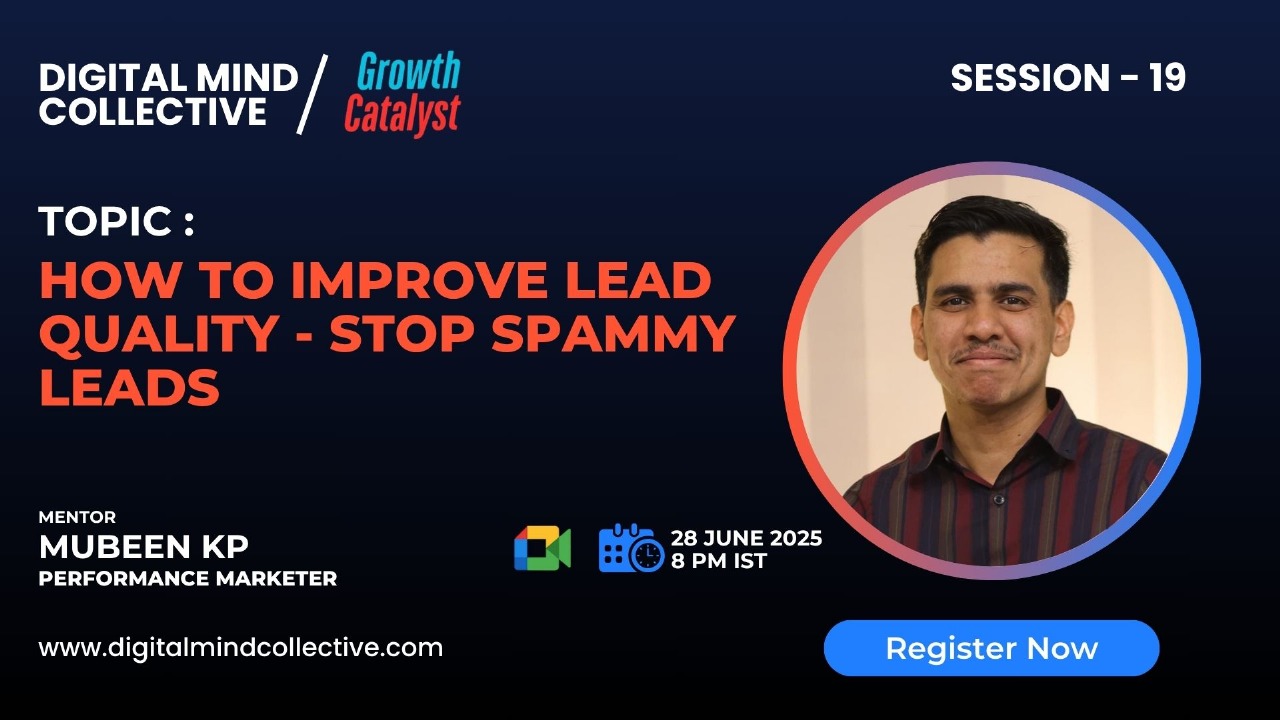 DIGITAL MIND
COLLECTIVE
Growth
Catalyst
SESSION - 19
TOPIC :
HOW TO IMPROVE LEAD
QUALITY - STOP SPAMMY
LEADS
MENTOR
MUBEEN KP
PERFORMANCE MARKETER
28 JUNE 2025
8 PM IST
www.digitalmindcollective.com
Register Now